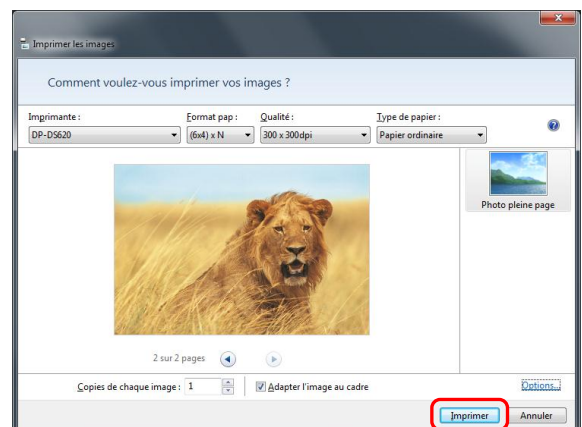 Imprimer les images
Comment voulez-vous imprimer vos images ?
Imprimante : Format pap : Qualité : Type de papier :
DP-DS620 (6x4) x N 300 x 300dpi Papier ordinaire
Photo pleine page
2 sur 2 pages
Copies de chaque image : 1 Adapter l'image au cadre Options...
Imprimer Annuler